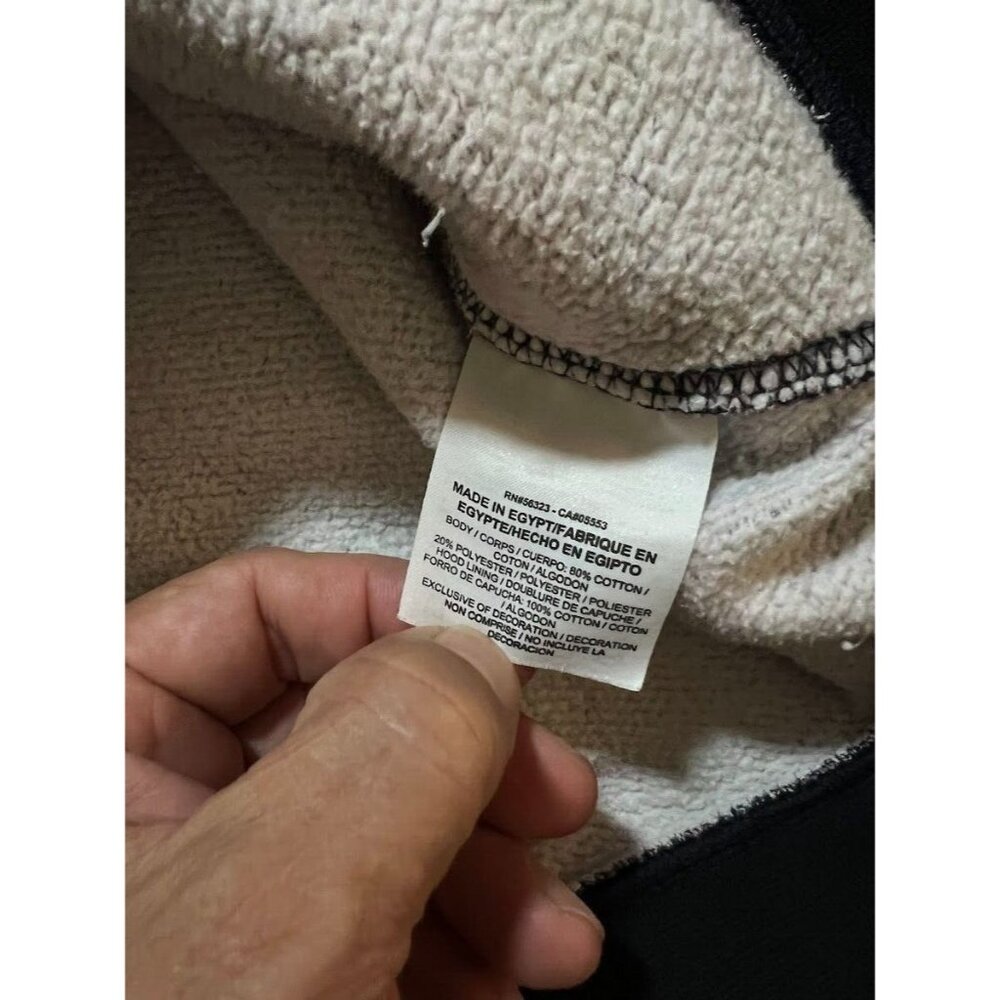 RN#56323 - CA#05553
MADE IN EGYPT/FABRIQUE EN
EGYPTE/HECHO EN EGIPTO
BODY / CORPS / CUERPO: 80% COTTON /
COTON / ALGODON
20% POLYESTER / POLYESTER / POLIESTER
HOOD LINING / DOUBLURE DE CAPUCHE /
FORRO DE CAPUCHA: 100% COTTON / COTON
/ ALGODON
EXCLUSIVE OF DECORATION / DECORATION
NON COMPRISE / NO INCLUYE LA
DECORACION